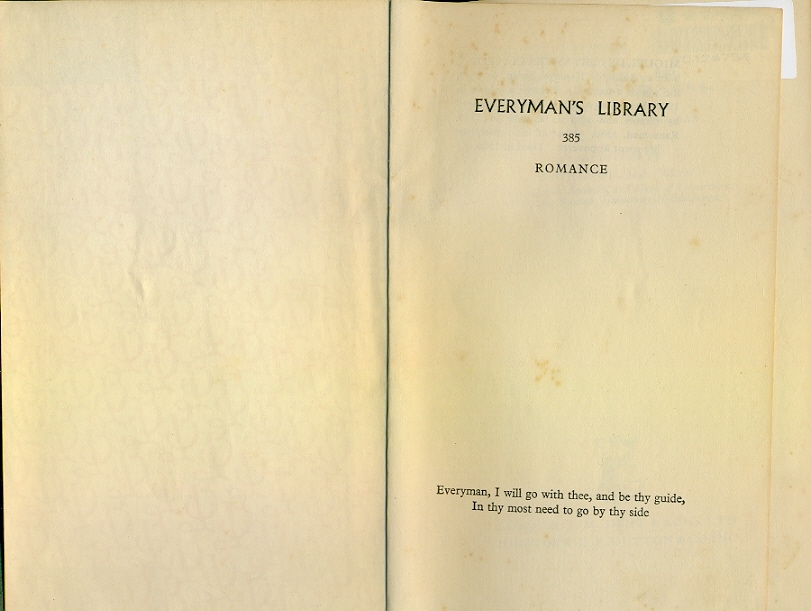 EVERYMAN'S LIBRARY
385
ROMANCE
Everyman, I will go with thee, and be thy guide,
In thy most need to go by thy side